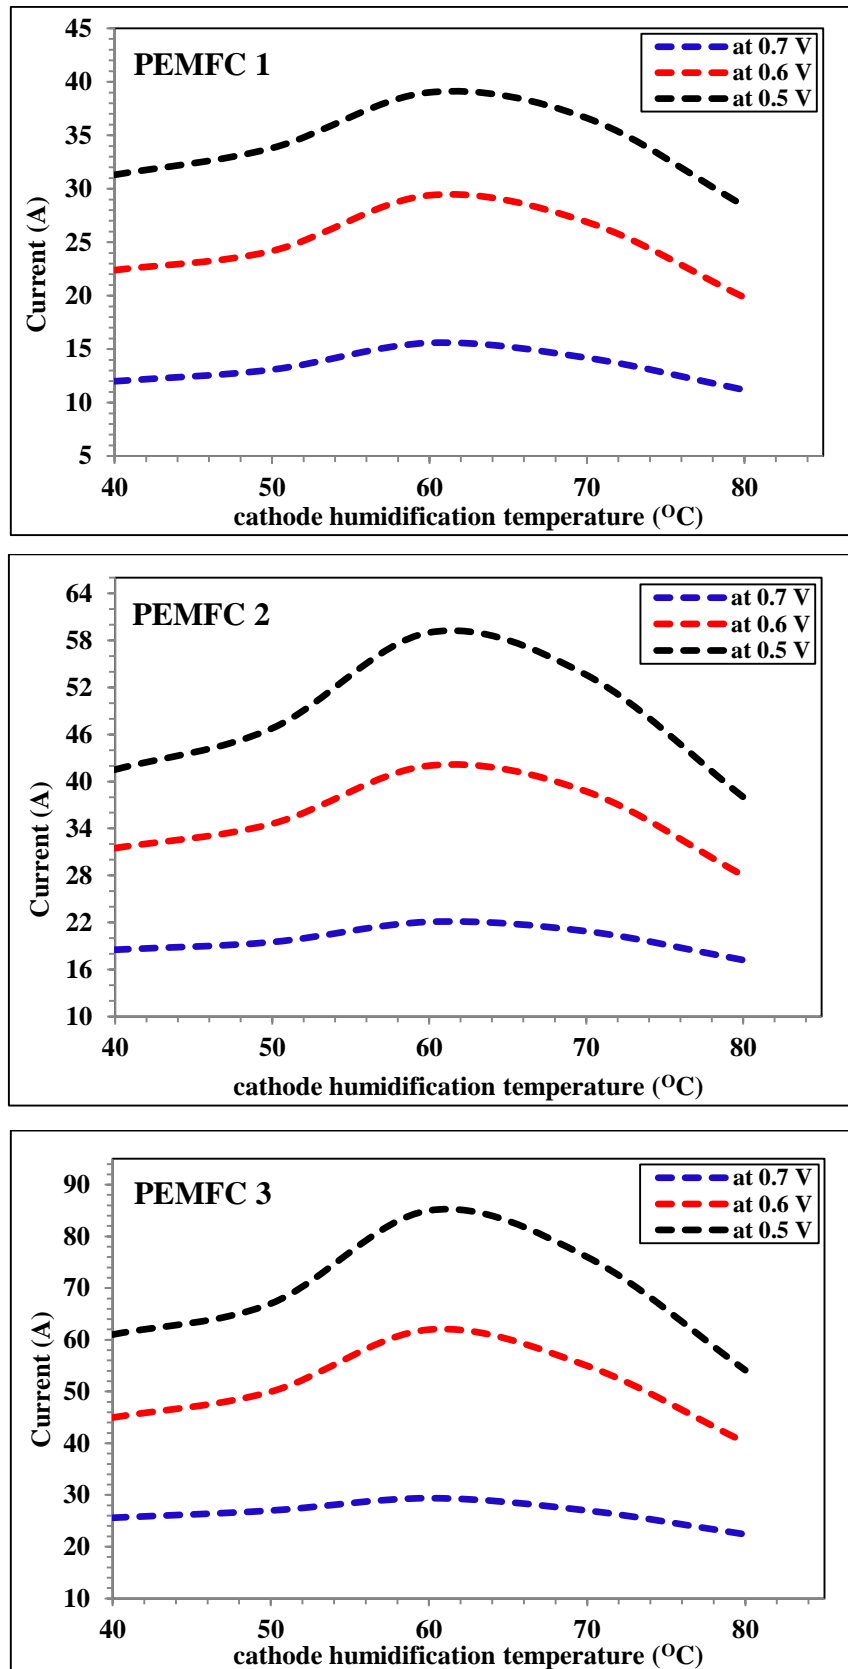 PEMFC 1
at 0.7 V
at 0.6 V
at 0.5 V
Current (A)
45
40
35
30
25
20
15
10
5
40 50 60 70 80
cathode humidification temperature (ᴼC)
PEMFC 2
at 0.7 V
at 0.6 V
at 0.5 V
Current (A)
64
58
52
46
40
34
28
22
16
10
40 50 60 70 80
cathode humidification temperature (ᴼC)
PEMFC 3
at 0.7 V
at 0.6 V
at 0.5 V
Current (A)
90
80
70
60
50
40
30
20
10
40 50 60 70 80
cathode humidification temperature (ᴼC)